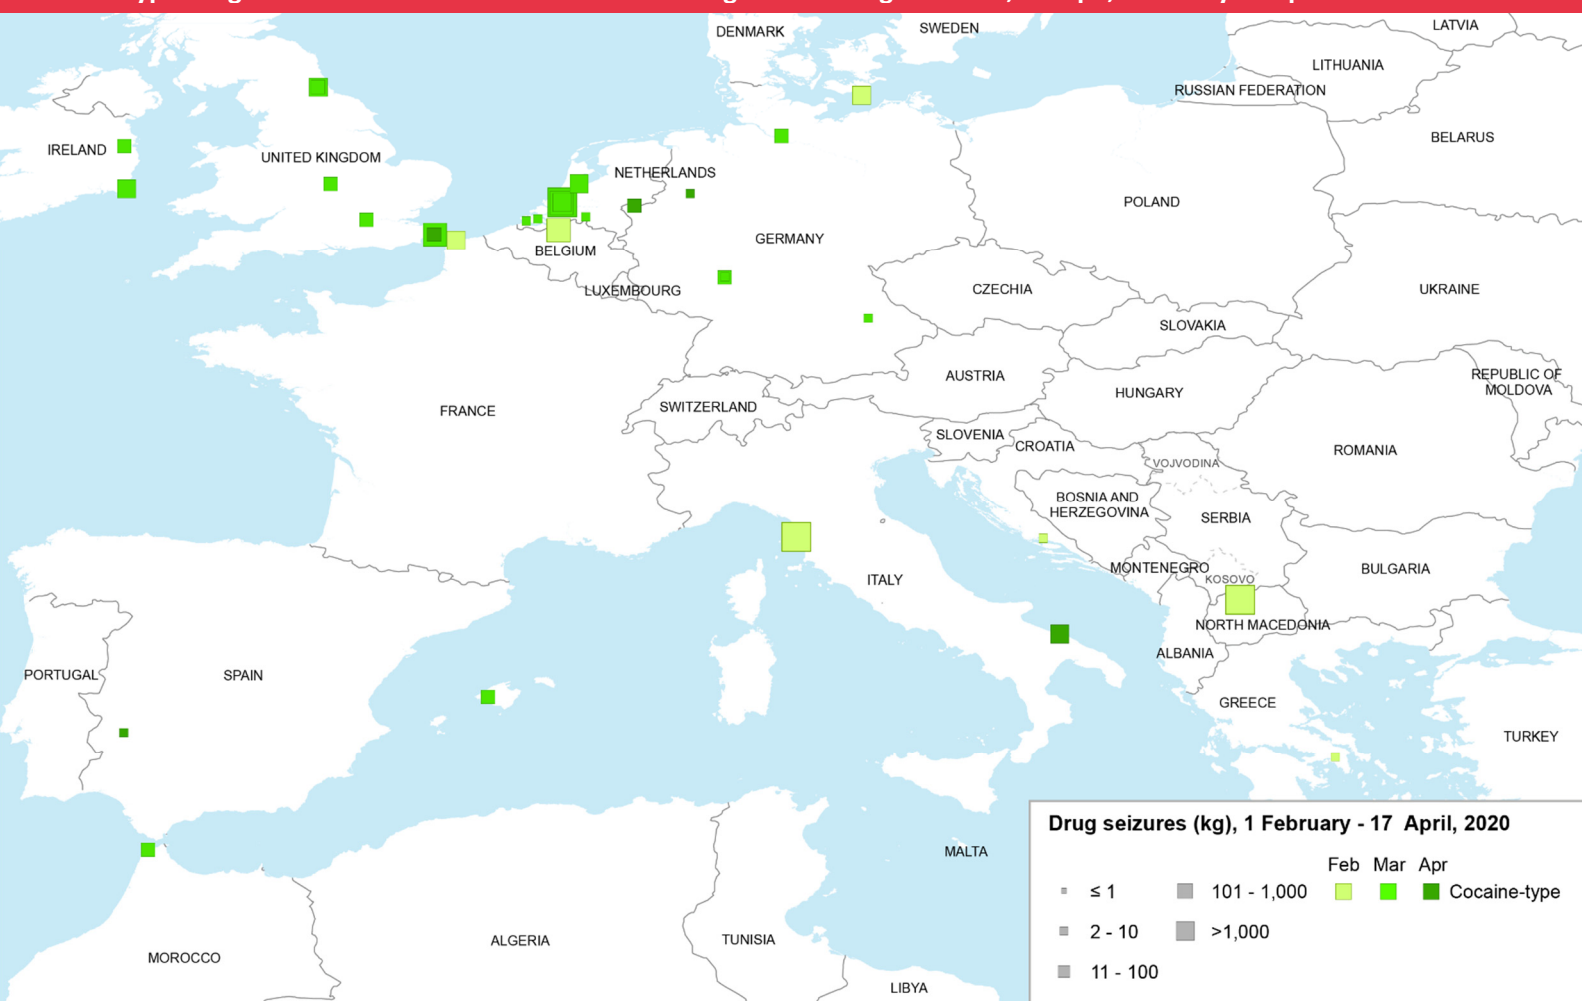 DENMARK
SWEDEN
LATVIA
LITHUANIA
RUSSIAN FEDERATION
BELARUS
IRELAND
UNITED KINGDOM
NETHERLANDS
POLAND
GERMANY
BELGIUM
LUXEMBOURG
CZECHIA
UKRAINE
SLOVAKIA
AUSTRIA
HUNGARY
REPUBLIC OF
MOLDOVA
FRANCE
SWITZERLAND
SLOVENIA
CROATIA
ROMANIA
VOJVODINA
BOSNIA AND
HERZEGOVINA
SERBIA
MONTENEGRO
KOSOVO
BULGARIA
ITALY
NORTH MACEDONIA
ALBANIA
PORTUGAL
SPAIN
GREECE
TURKEY
MALTA
MOROCCO
ALGERIA
TUNISIA
LIBYA
Drug seizures (kg), 1 February - 17 April, 2020
Feb Mar Apr
≤ 1
101 - 1,000
Cocaine-type
2 - 10
>1,000
11 - 100